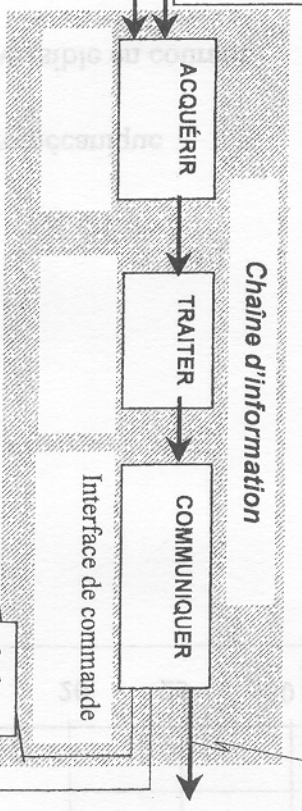 Chaîne d'information
ACQUÉRIR
TRAITER
COMMUNIQUER
Interface de commande